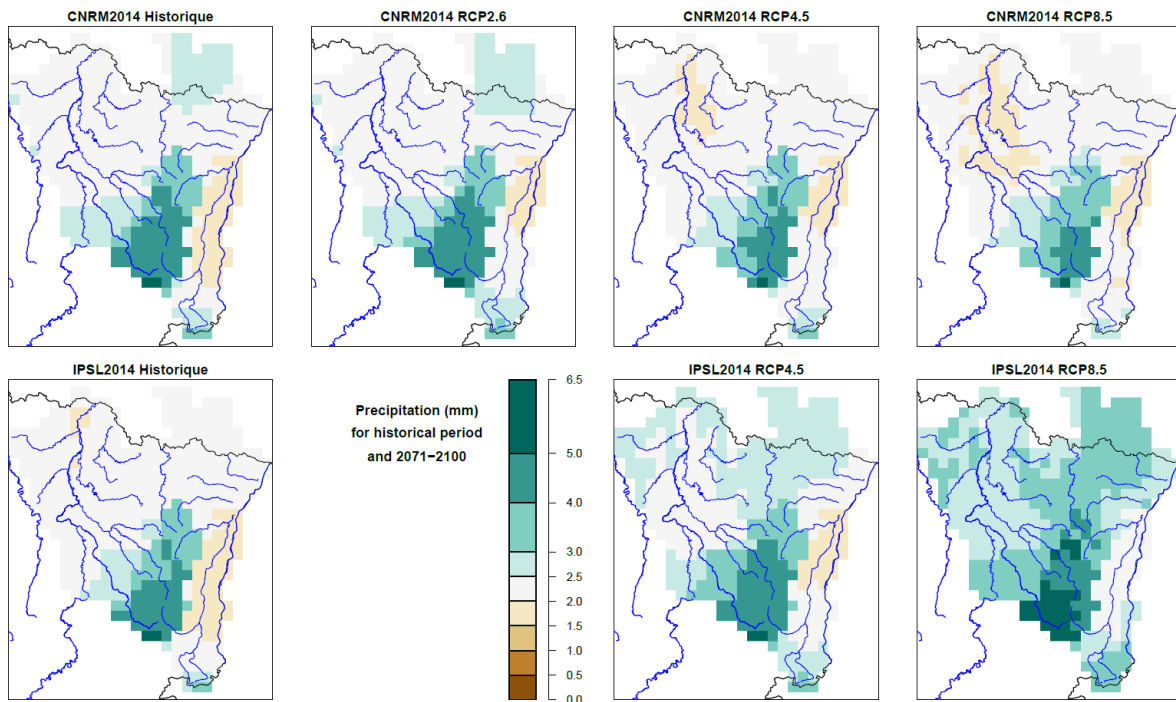 CNRM2014 Historique
CNRM2014 RCP2.6
CNRM2014 RCP4.5
CNRM2014 RCP8.5
IPSL2014 Historique
IPSL2014 RCP4.5
IPSL2014 RCP8.5
Precipitation (mm)
for historical period
and 2071−2100
6.5
5.0
4.0
3.0
2.5
2.0
1.5
1.0
0.5
0.0